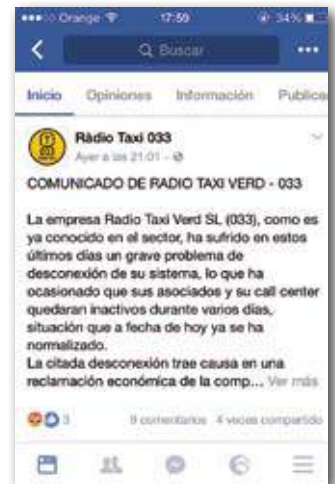 Orange 17:59 34%
Buscar
Inicio Opiniones Información Publica
Ràdio Taxi 033
Ayer a las 21:01
COMUNICADO DE RADIO TAXI VERD - 033
La empresa Radio Taxi Verd SL (033), como es
ya conocido en el sector, ha sufrido en estos
últimos días un grave problema de
desconexión de su sistema, lo que ha
ocasionado que sus asociados y su call center
quedaran inactivos durante varios días,
situación que a fecha de hoy ya se ha
normalizado.
La citada desconexión trae causa en una
reclamación económica de la comp... Ver más
3 9 comentarios 4 veces compartido